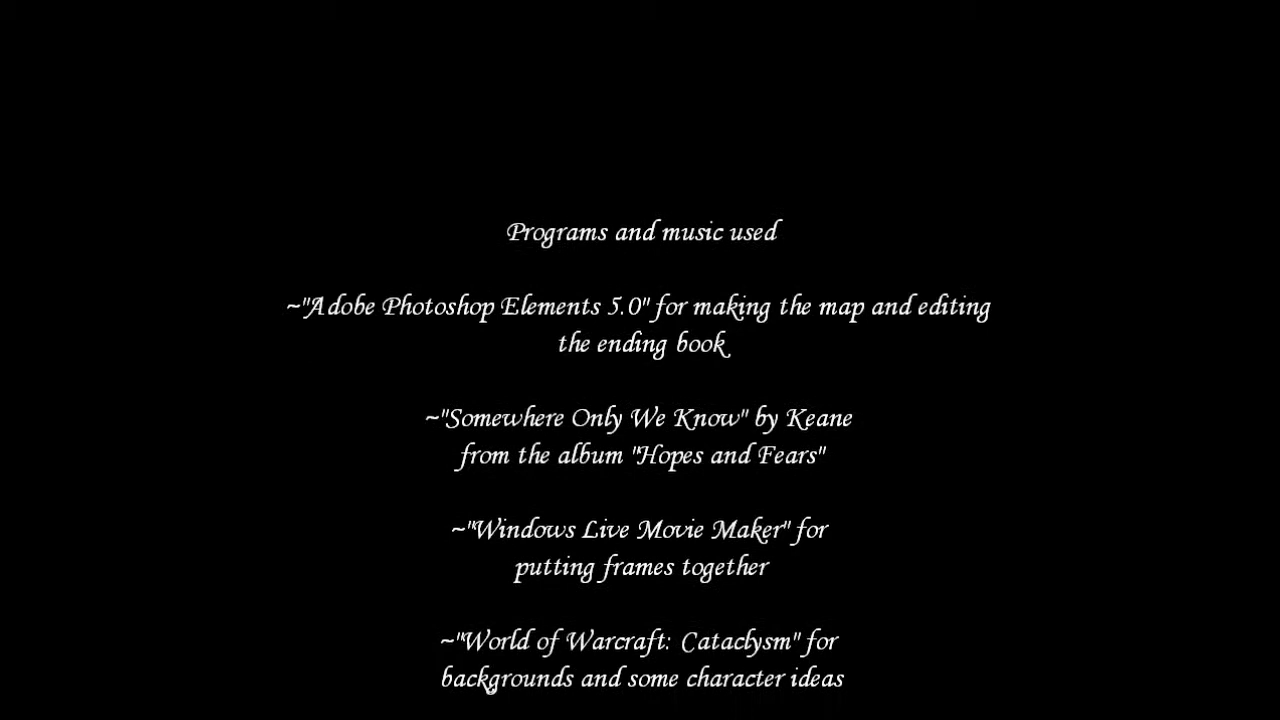 Programs and music used
~"Adobe Photoshop Elements 5.0" for making the map and editing
the ending book
~"Somewhere Only We Know" by Keane
from the album "Hopes and Fears"
~"Windows Live Movie Maker" for
putting frames together
~"World of Warcraft: Cataclysm" for
backgrounds and some character ideas